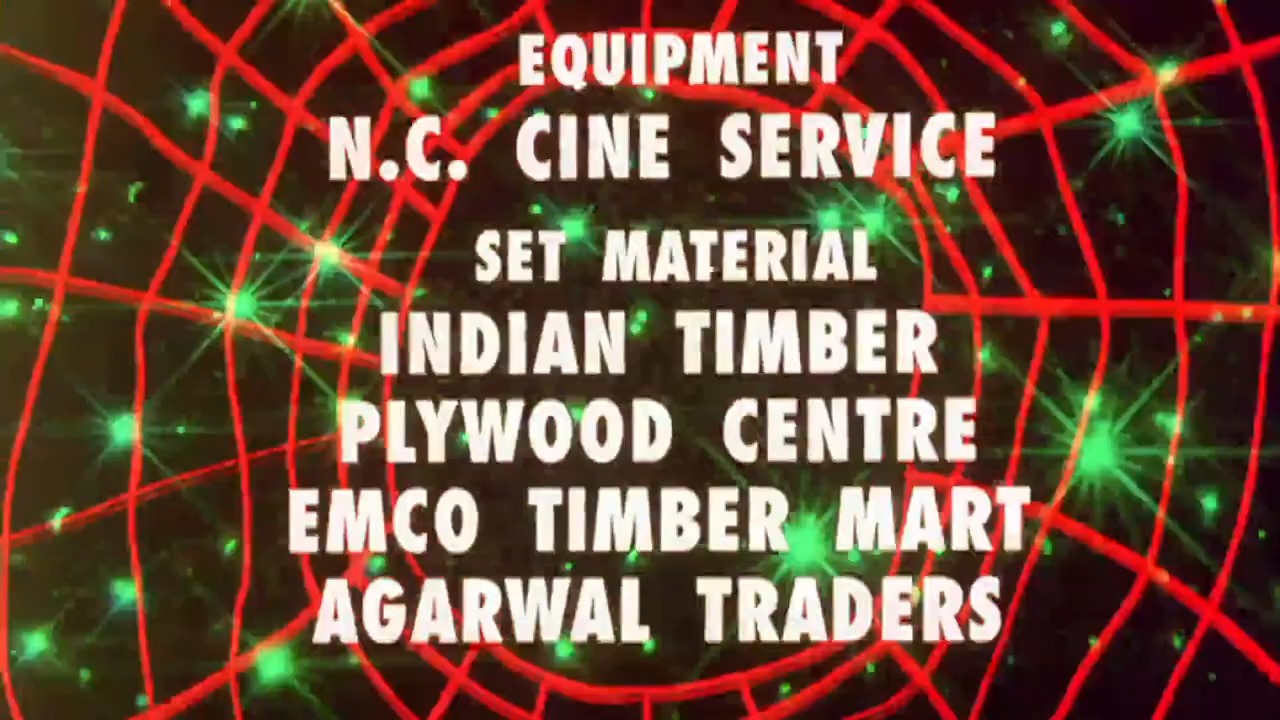 EQUIPMENT
N.C. CINE SERVICE
SET MATERIAL
INDIAN TIMBER
PLYWOOD CENTRE
EMCO TIMBER MART
AGARWAL TRADERS